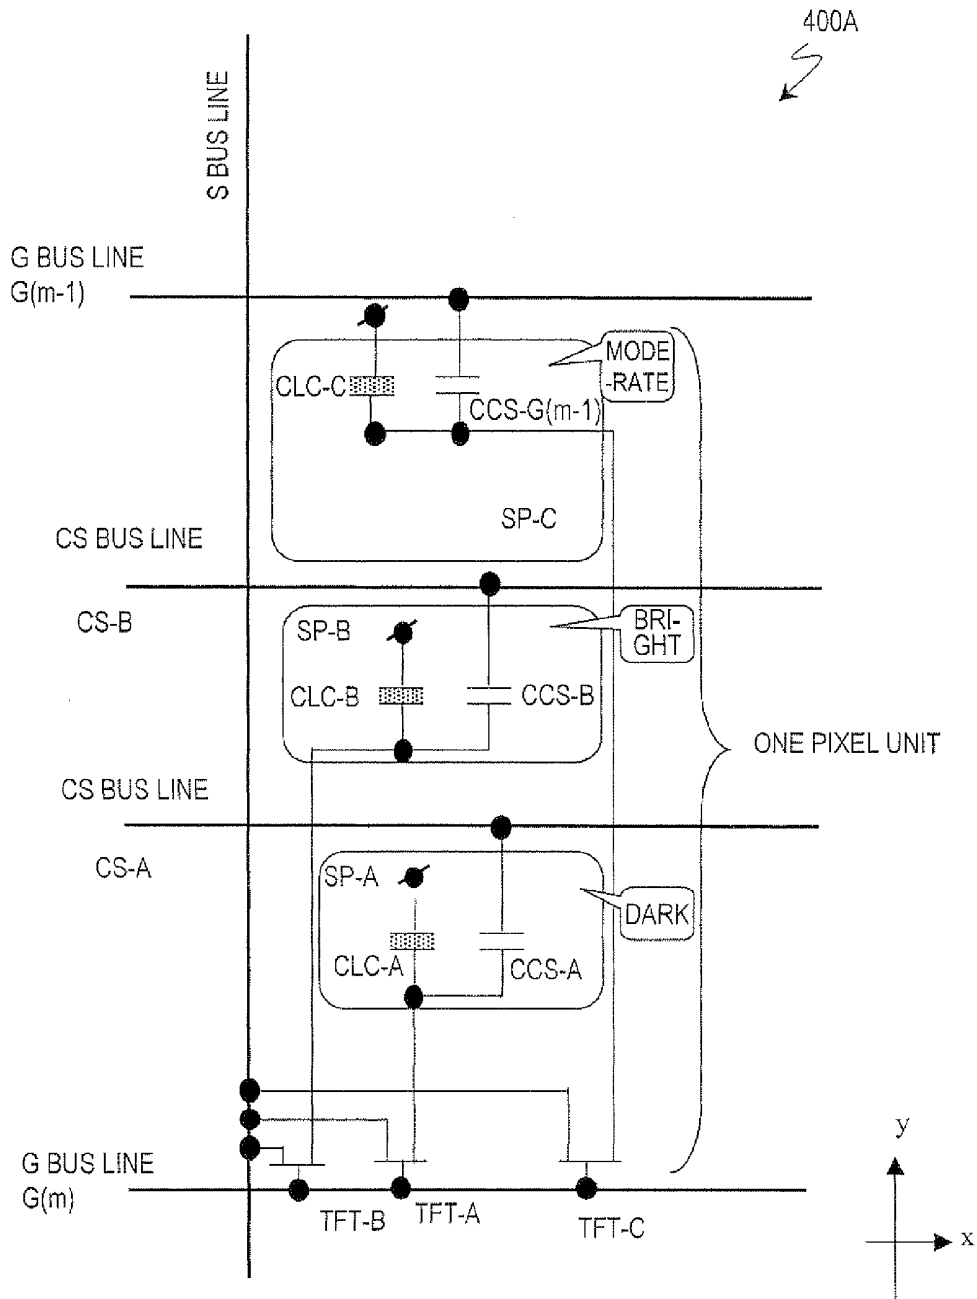 400A
S BUS LINE
G BUS LINE
G(m-1)
MODE
-RATE
CLC-C
CCS-G(m-1)
SP-C
CS BUS LINE
CS-B
SP-B
BRI-
GHT
CLC-B
CCS-B
ONE PIXEL UNIT
CS BUS LINE
CS-A
SP-A
DARK
CLC-A
CCS-A
y
G BUS LINE
G(m)
TFT-B
TFT-A
TFT-C
x